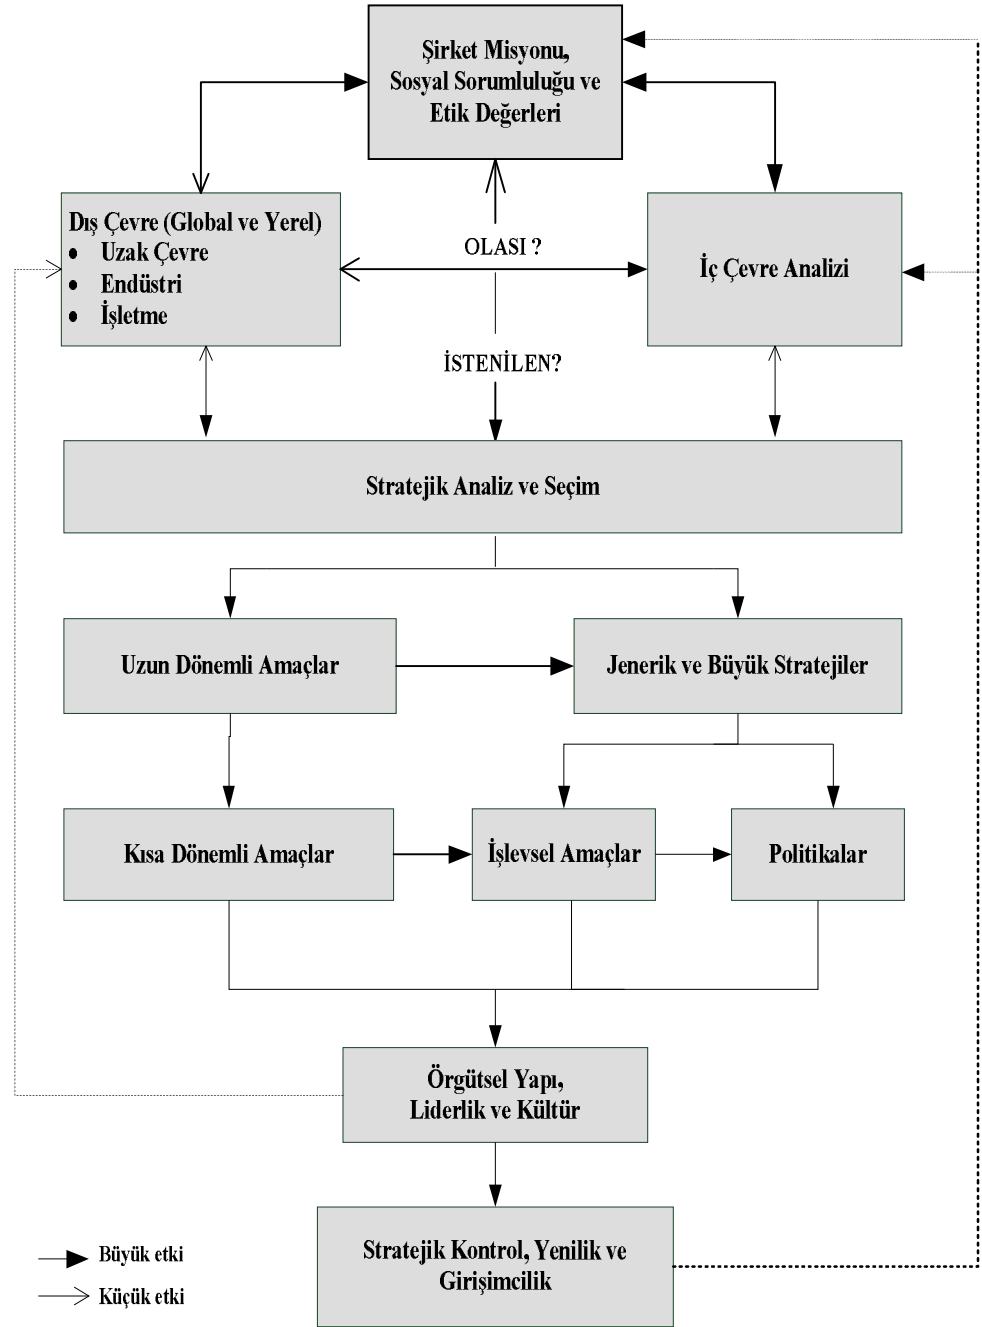 Şirket Misyonu,
Sosyal Sorumluluğu ve
Etik Değerleri
Dış Çevre (Global ve Yerel)
• Uzak Çevre
• Endüstri
• İşletme
OLASI ?
İç Çevre Analizi
İSTENİLEN?
Stratejik Analiz ve Seçim
Uzun Dönemli Amaçlar
Jenerik ve Büyük Stratejiler
Kısa Dönemli Amaçlar
İşlevsel Amaçlar
Politikalar
Örgütsel Yapı,
Liderlik ve Kültür
Stratejik Kontrol, Yenilik ve
Girişimcilik
Büyük etki
Küçük etki